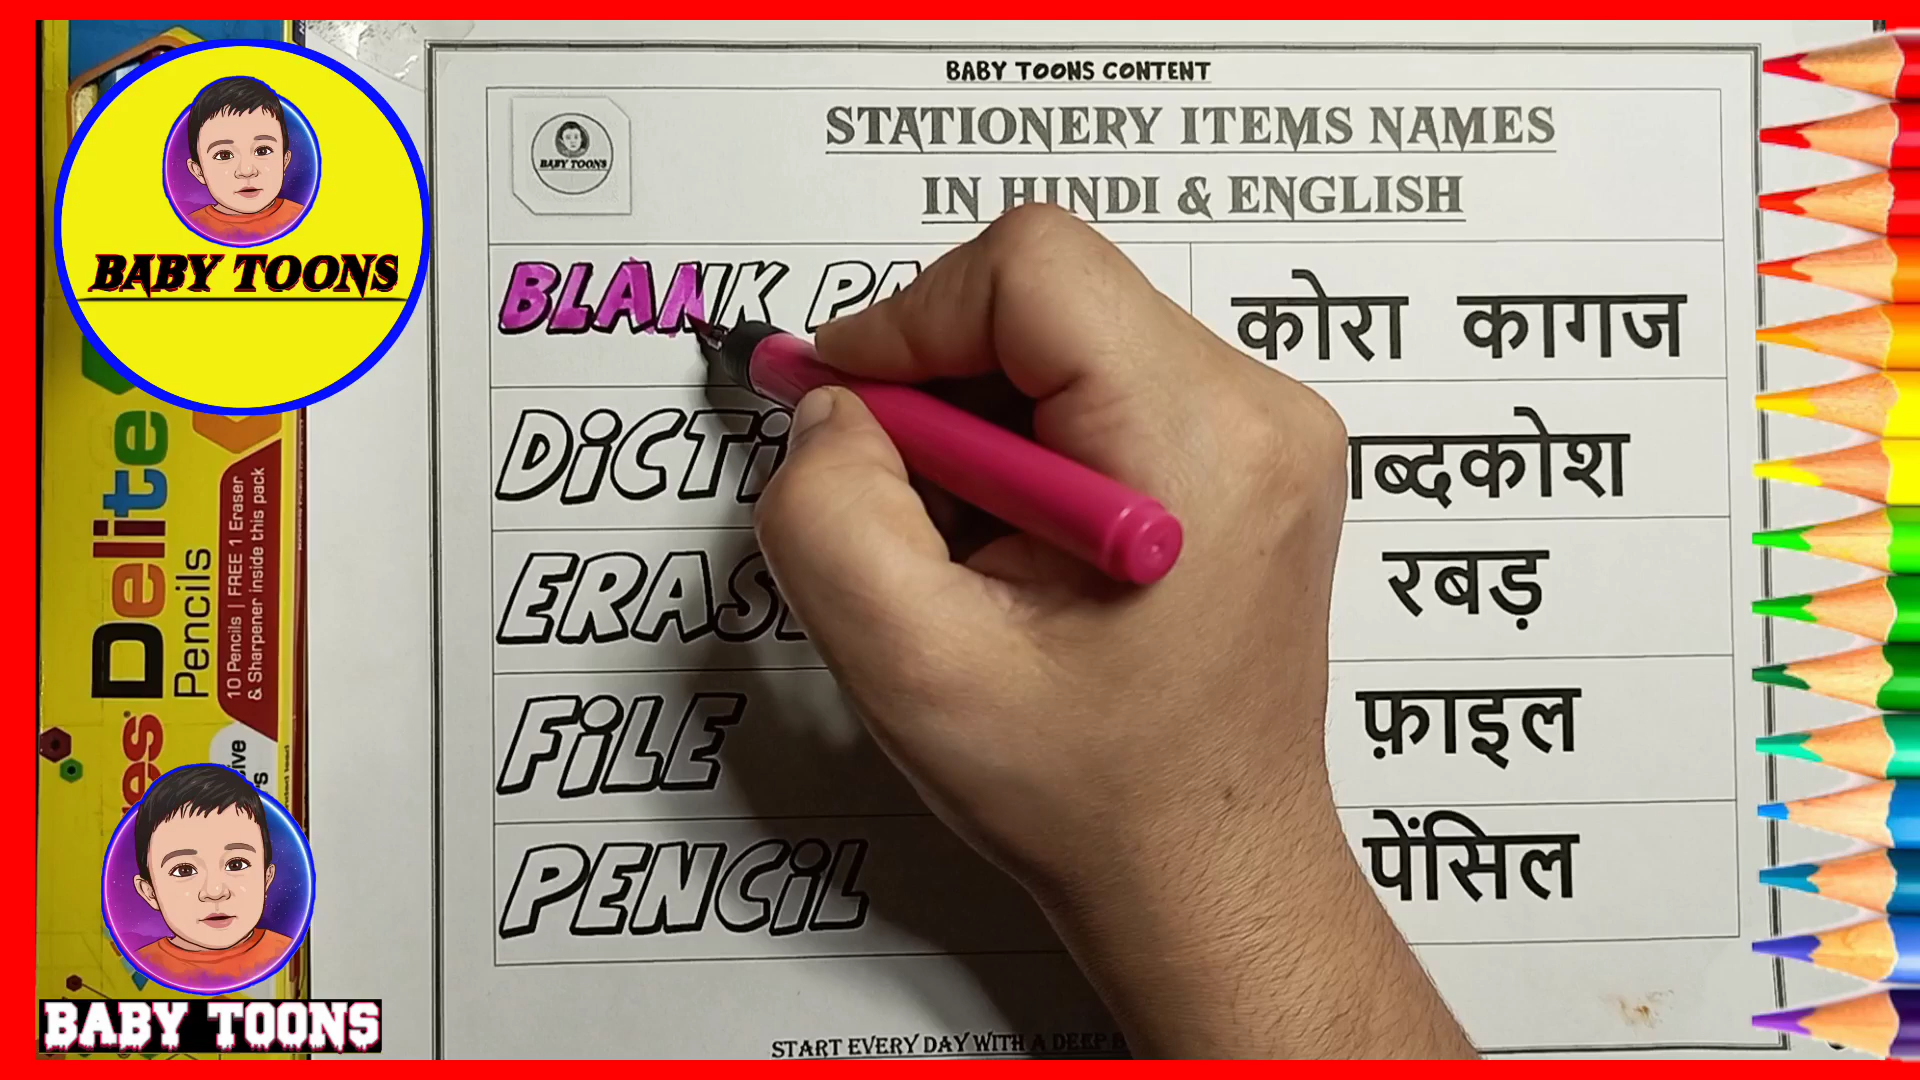 BABY TOONS CONTENT
BABY TOONS
STATIONERY ITEMS NAMES
IN HINDI & ENGLISH
BLANK
कोरा कागज
शब्दकोश
रबड़
FiLE
फ़ाइल
PENCiL
पेंसिल
START EVERY DAY WITH A DEEP
BABY TOONS
Delite
Pencils
10 Pencils | FREE 1 Eraser
& Sharpener inside this pack
BABY TOONS